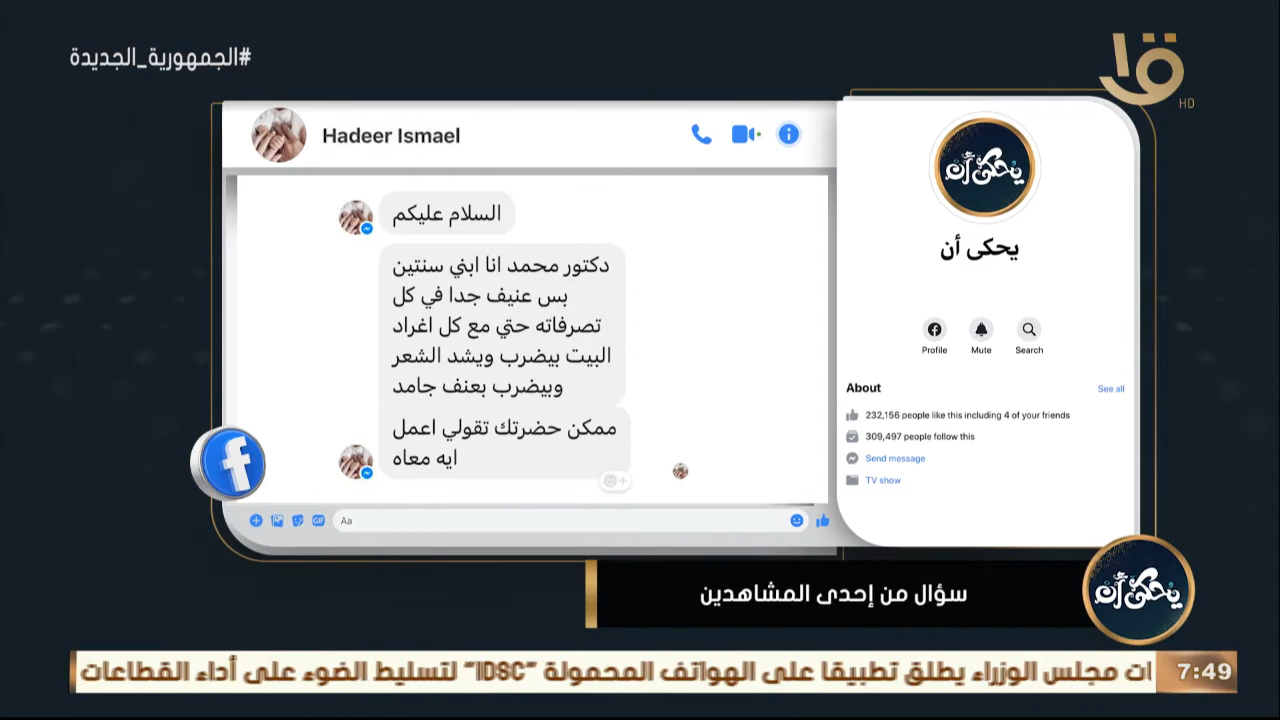 #الجمهورية_الجديدة
HD
Hadeer Ismael
السلام عليكم
دكتور محمد انا ابني سنتين
بس عنيف جدا في كل
تصرفاته حتي مع كل اغراد
البيت بيضرب ويشد الشعر
وبيضرب بعنف جامد
ممكن حضرتك تقولي اعمل
ايه معاه
GIF
Aa
يحكى أن
يحكى أن
Profile
Mute
Search
About
See all
232,156 people like this including 4 of your friends
309,497 people follow this
Send message
TV show
سؤال من إحدى المشاهدين
يحكى أن
ات مجلس الوزراء يطلق تطبيقا على الهواتف المحمولة "IDSC" لتسليط الضوء على أداء القطاعات
7:49